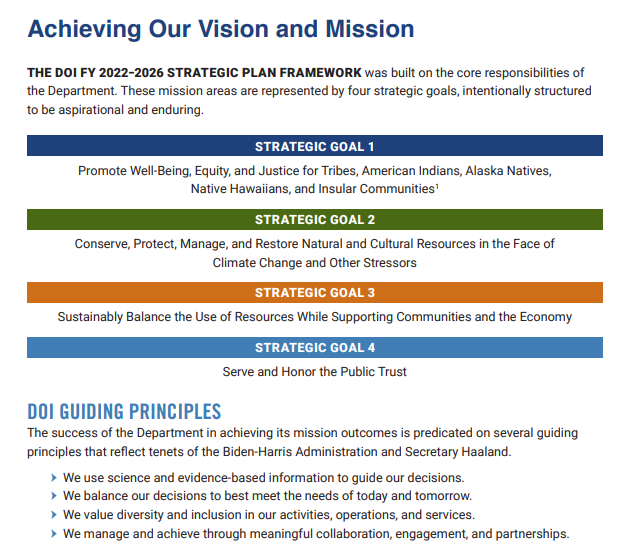 Achieving Our Vision and Mission
THE DOI FY 2022–2026 STRATEGIC PLAN FRAMEWORK was built on the core responsibilities of
the Department. These mission areas are represented by four strategic goals, intentionally structured
to be aspirational and enduring.
STRATEGIC GOAL 1
Promote Well-Being, Equity, and Justice for Tribes, American Indians, Alaska Natives,
Native Hawaiians, and Insular Communities¹
STRATEGIC GOAL 2
Conserve, Protect, Manage, and Restore Natural and Cultural Resources in the Face of
Climate Change and Other Stressors
STRATEGIC GOAL 3
Sustainably Balance the Use of Resources While Supporting Communities and the Economy
STRATEGIC GOAL 4
Serve and Honor the Public Trust
DOI GUIDING PRINCIPLES
The success of the Department in achieving its mission outcomes is predicated on several guiding
principles that reflect tenets of the Biden-Harris Administration and Secretary Haaland.
We use science and evidence-based information to guide our decisions.
We balance our decisions to best meet the needs of today and tomorrow.
We value diversity and inclusion in our activities, operations, and services.
We manage and achieve through meaningful collaboration, engagement, and partnerships.